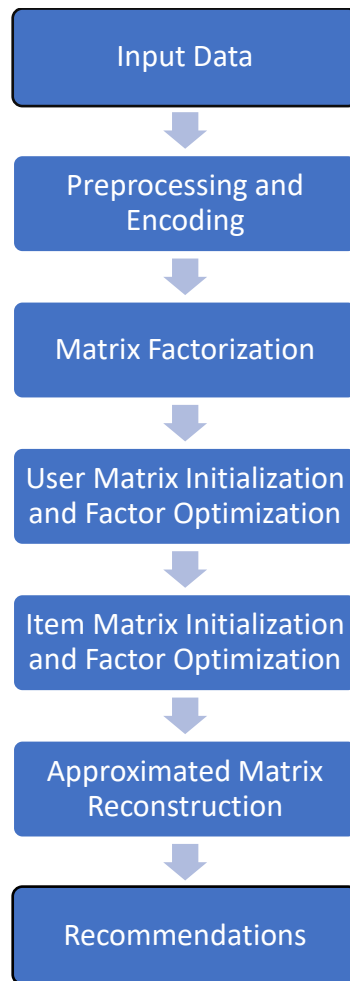 Input Data
Preprocessing and
Encoding
Matrix Factorization
User Matrix Initialization
and Factor Optimization
Item Matrix Initialization
and Factor Optimization
Approximated Matrix
Reconstruction
Recommendations